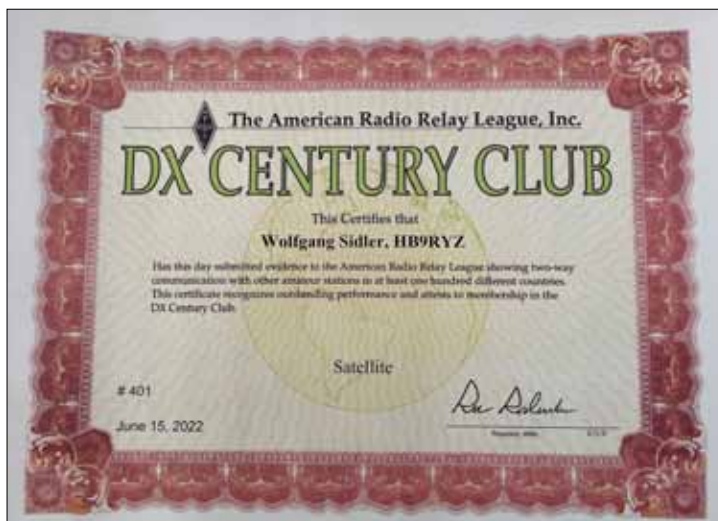 The American Radio Relay League, Inc.
DX CENTURY CLUB
This Certifies that
Wolfgang Sidler, HB9RYZ
Has this day submitted evidence to the American Radio Relay League showing two-way
communication with other amateur stations in at least one hundred different countries.
This certificate recognizes outstanding performance and attests to membership in the
DX Century Club.
Satellite
# 401
June 15, 2022
President, ARRL